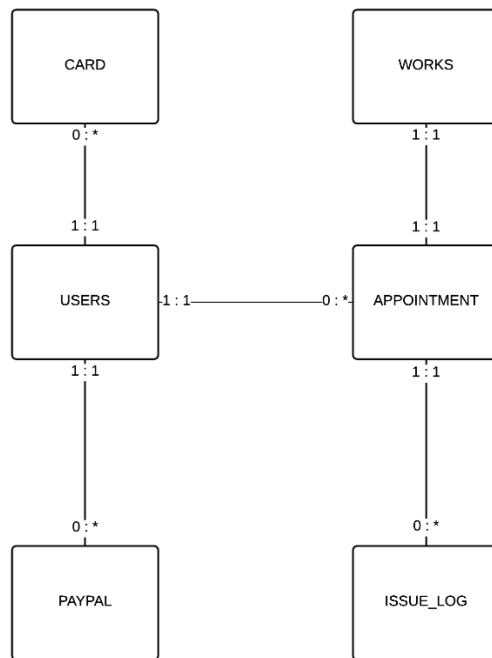 CARD
WORKS
0 : *
1 : 1
1 : 1
1 : 1
USERS
1 : 1
0 : *
APPOINTMENT
1 : 1
1 : 1
0 : *
0 : *
PAYPAL
ISSUE_LOG